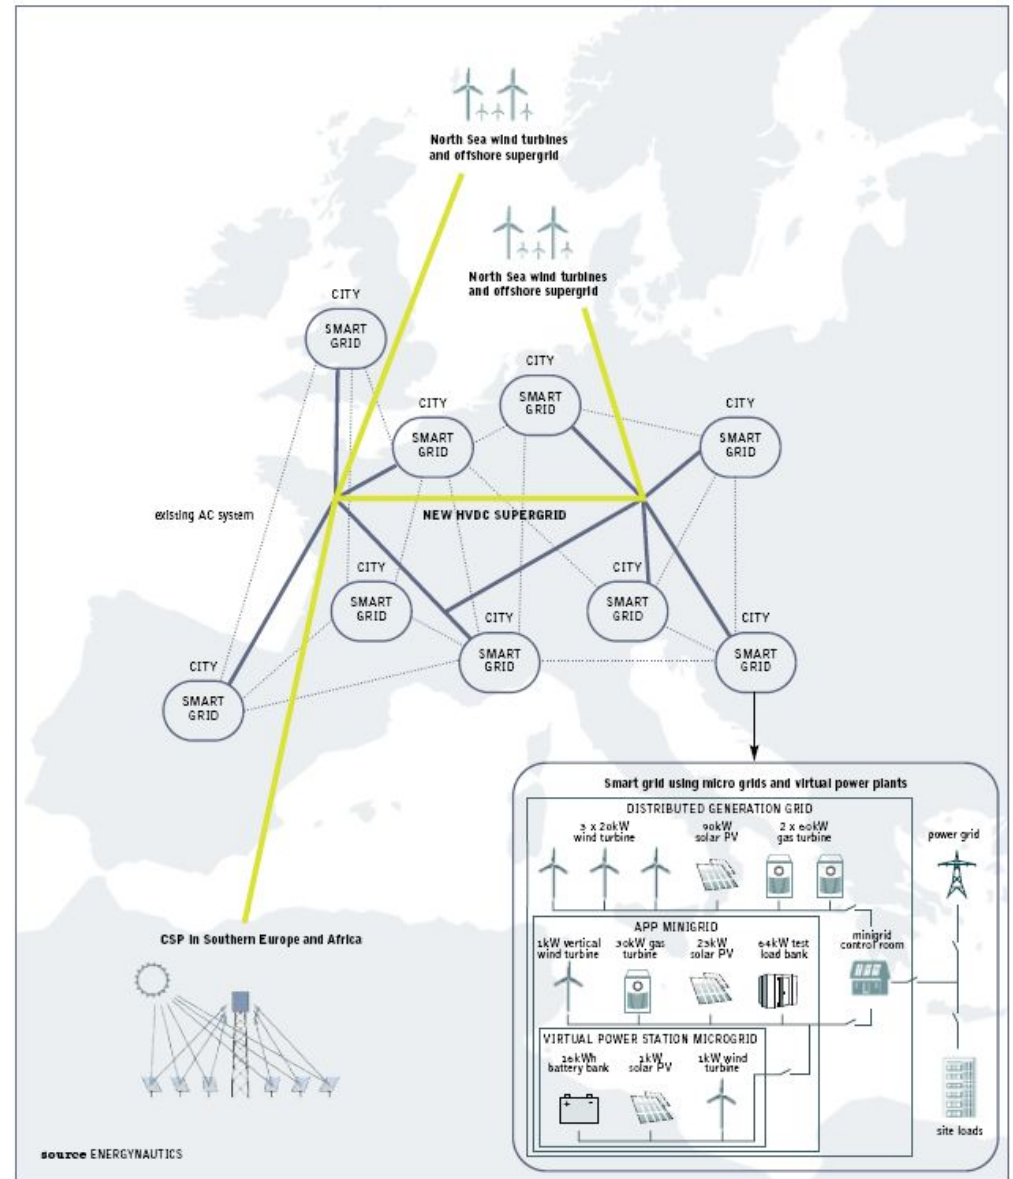 North Sea wind turbines
and offshore supergrid
North Sea wind turbines
and offshore supergrid
CITY
SMART
GRID
CITY
SMART
GRID
CITY
SMART
GRID
CITY
SMART
GRID
existing AC system
NEW HVDC SUPERGRID
CITY
SMART
GRID
CITY
SMART
GRID
CITY
SMART
GRID
CITY
SMART
GRID
CITY
SMART
GRID
CSP in Southern Europe and Africa
Smart grid using micro grids and virtual power plants
DISTRIBUTED GENERATION GRID
3 x 20kW
wind turbine
90kW
solar PV
2 x 60kW
gas turbine
power grid
APP MINIGRID
1kW vertical
wind turbine
30kW gas
turbine
23kW
solar PV
64kW test
load bank
minigrid
control room
VIRTUAL POWER STATION MICROGRID
battery bank
solar PV
1kW wind
turbine
site loads
source ENERGYNAUTICS